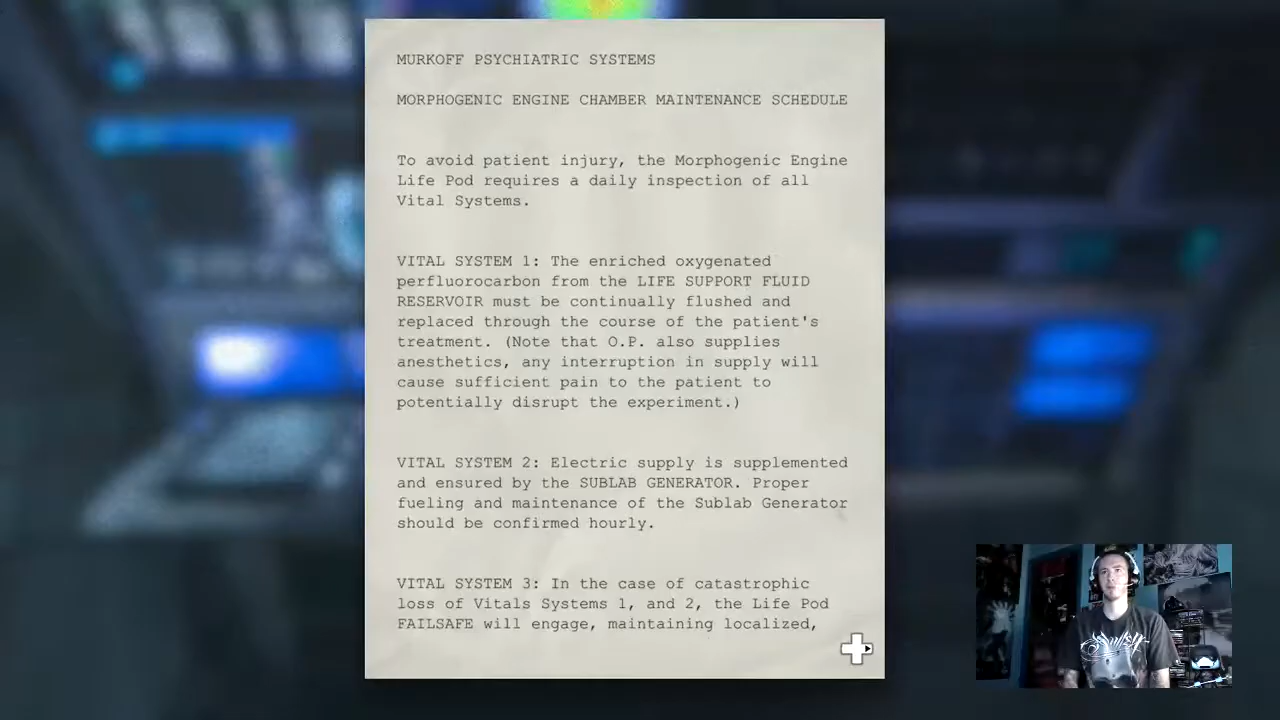 MURKOFF PSYCHIATRIC SYSTEMS
MORPHOGENIC ENGINE CHAMBER MAINTENANCE SCHEDULE
To avoid patient injury, the Morphogenic Engine
Life Pod requires a daily inspection of all
Vital Systems.
VITAL SYSTEM 1: The enriched oxygenated
perfluorocarbon from the LIFE SUPPORT FLUID
RESERVOIR must be continually flushed and
replaced through the course of the patient's
treatment. (Note that O.P. also supplies
anesthetics, any interruption in supply will
cause sufficient pain to the patient to
potentially disrupt the experiment.)
VITAL SYSTEM 2: Electric supply is supplemented
and ensured by the SUBLAB GENERATOR. Proper
fueling and maintenance of the Sublab Generator
should be confirmed hourly.
VITAL SYSTEM 3: In the case of catastrophic
loss of Vitals Systems 1, and 2, the Life Pod
FAILSAFE will engage, maintaining localized,